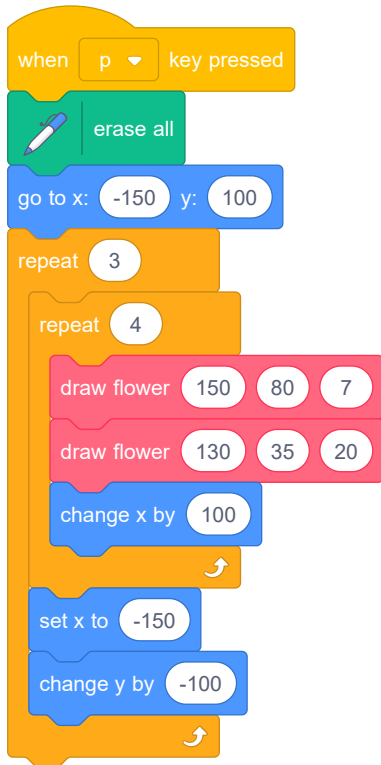 when p key pressed
erase all
go to x: -150 y: 100
repeat 3
repeat 4
draw flower 150 80 7
draw flower 130 35 20
change x by 100
set x to -150
change y by -100